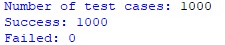 Number of test cases: 1000
Success: 1000
Failed: 0